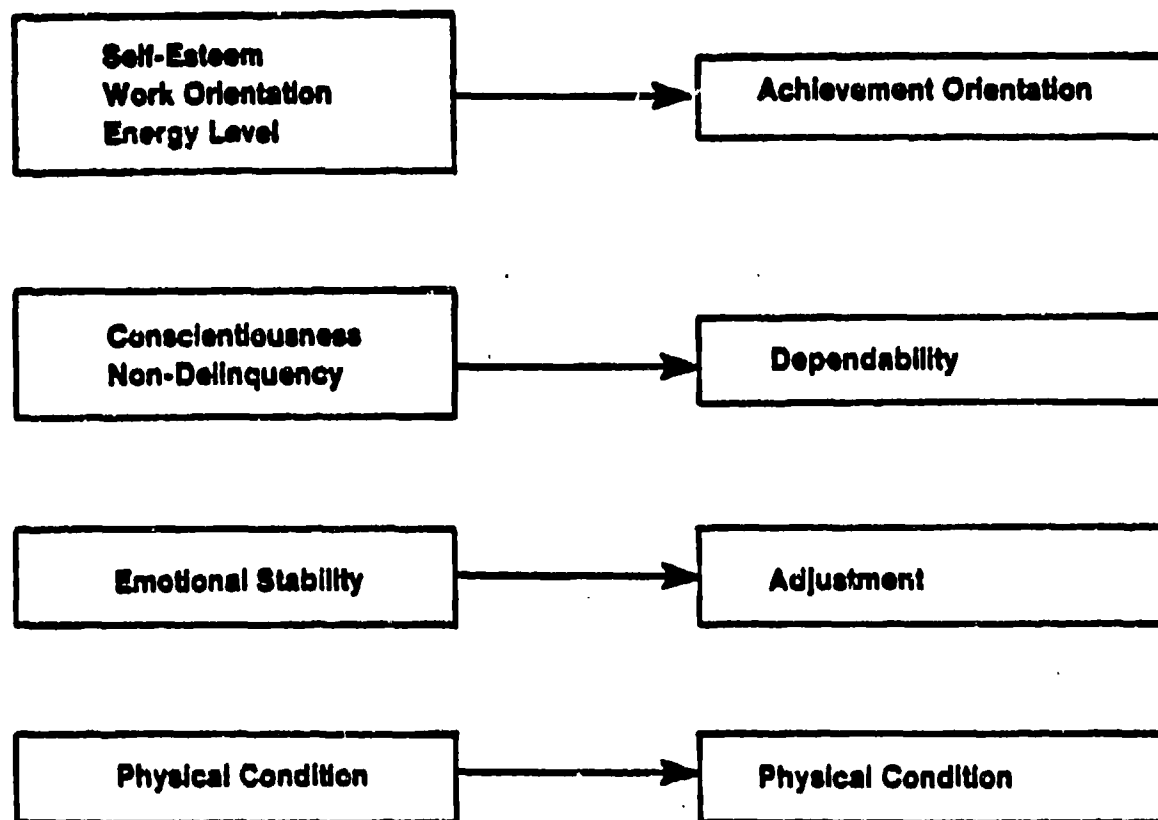 Self-Esteem
Work Orientation
Energy Level
Achievement Orientation
Conscientiousness
Non-Delinquency
Dependability
Emotional Stability
Adjustment
Physical Condition
Physical Condition